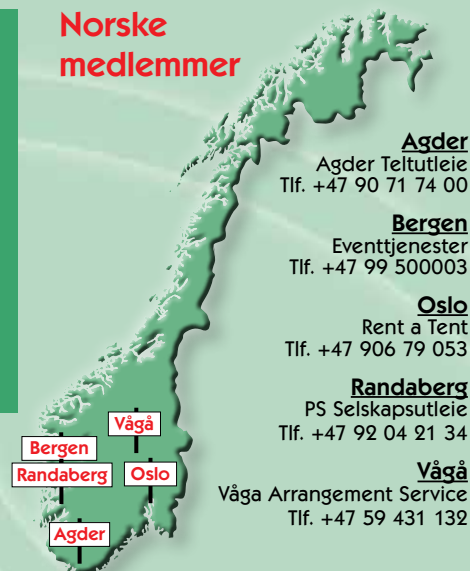 Norske
medlemmer
Agder
Agder Teltutleie
Tlf. +47 90 71 74 00
Bergen
Eventtjenester
Tlf. +47 99 500003
Oslo
Rent a Tent
Tlf. +47 906 79 053
Randaberg
PS Selskapsutleie
Tlf. +47 92 04 21 34
Vågå
Våga Arrangement Service
Tlf. +47 59 431 132
Vågå
Bergen
Randaberg
Oslo
Agder